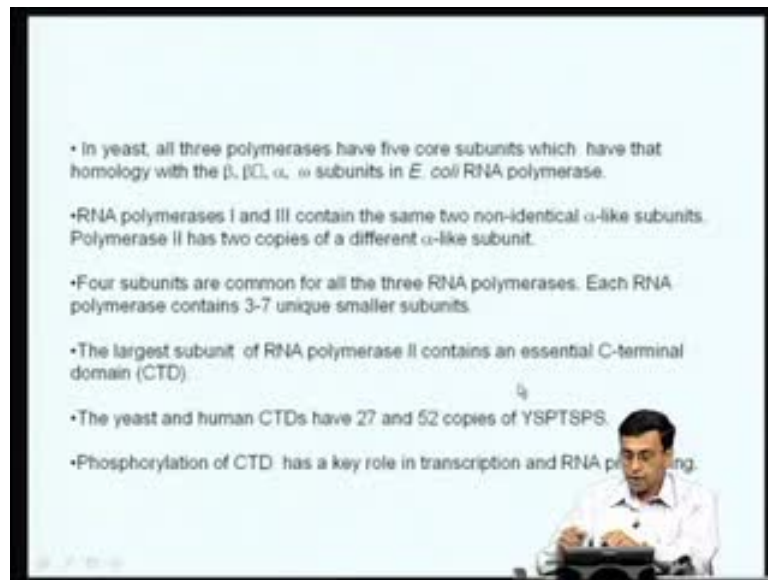 • In yeast, all three polymerases have five core subunits which have that
homology with the β, β□, α, ω subunits in E. coli RNA polymerase.
•RNA polymerases I and III contain the same two non-identical α-like subunits.
Polymerase II has two copies of a different α-like subunit.
•Four subunits are common for all the three RNA polymerases. Each RNA
polymerase contains 3-7 unique smaller subunits.
•The largest subunit of RNA polymerase II contains an essential C-terminal
domain (CTD).
•The yeast and human CTDs have 27 and 52 copies of YSPTSPS.
•Phosphorylation of CTD has a key role in transcription and RNA